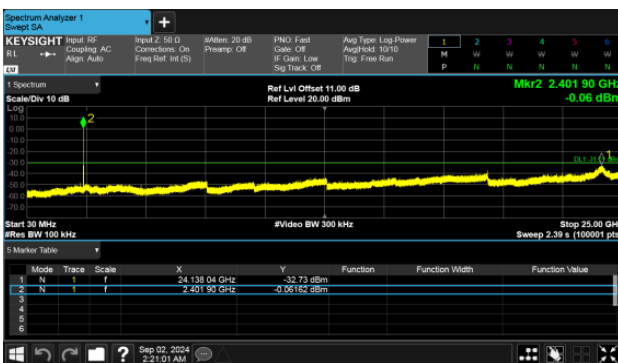 Spectrum Analyzer 1
Swept SA
KEYSIGHT Input: RF Input Z: 50 Ω #Atten: 20 dB PNO: Fast Avg Type: Log-Power 1 2 3 4 5 6
RL Coupling: AC Corrections: On Preamp: Off Gate: Off Avg|Hold: 10/10 M W W W W W
Align: Auto Freq Ref: Int (S) IF Gain: Low Trig: Free Run
Sig Track: Off P N N N N N
LXI
1 Spectrum Ref Lvl Offset 11.00 dB Mkr2 2.401 90 GHz
Scale/Div 10 dB Ref Level 20.00 dBm -0.06 dBm
Log
10.0
0.00
-10.0
-20.0
-30.0
-40.0
-50.0
-60.0
-70.0
2
1
Start 30 MHz #Video BW 300 kHz Stop 25.00 GHz
#Res BW 100 kHz Sweep 2.39 s (100001 pts)
5 Marker Table
Mode Trace Scale X Y Function Function Width Function Value
1 N 1 f 24.138 04 GHz -32.73 dBm
2 N 1 f 2.401 90 GHz -0.06162 dBm
3
4
5
6
? Sep 02, 2024
2:21:01 AM